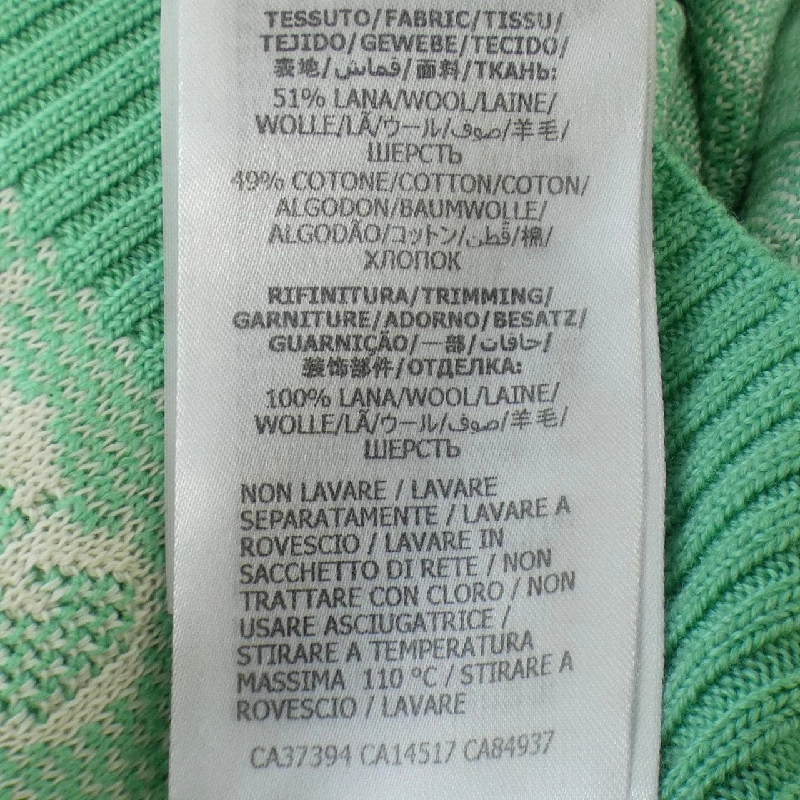 TESSUTO/FABRIC/TISSU/
TEJIDO/GEWEBE/TECIDO/
表地/قماش/面料/ТКАНЬ:
51% LANA/WOOL/LAINE/
WOLLE/LÃ/ウール/صوف/羊毛/
ШЕРСТЬ
49% COTONE/COTTON/COTON/
ALGODON/BAUMWOLLE/
ALGODÃO/コットン/قطن/棉/
ХЛОПОК
RIFINITURA/TRIMMING/
GARNITURE/ADORNO/BESATZ/
GUARNIÇÃO/一部/حافات/
装饰部件/ОТДЕЛКА:
100% LANA/WOOL/LAINE/
WOLLE/LÃ/ウール/صوف/羊毛/
ШЕРСТЬ
NON LAVARE / LAVARE
SEPARATAMENTE / LAVARE A
ROVESCIO / LAVARE IN
SACCHETTO DI RETE / NON
TRATTARE CON CLORO / NON
USARE ASCIUGATRICE /
STIRARE A TEMPERATURA
MASSIMA 110 °C / STIRARE A
ROVESCIO / LAVARE
CA37394 CA14517 CA84937